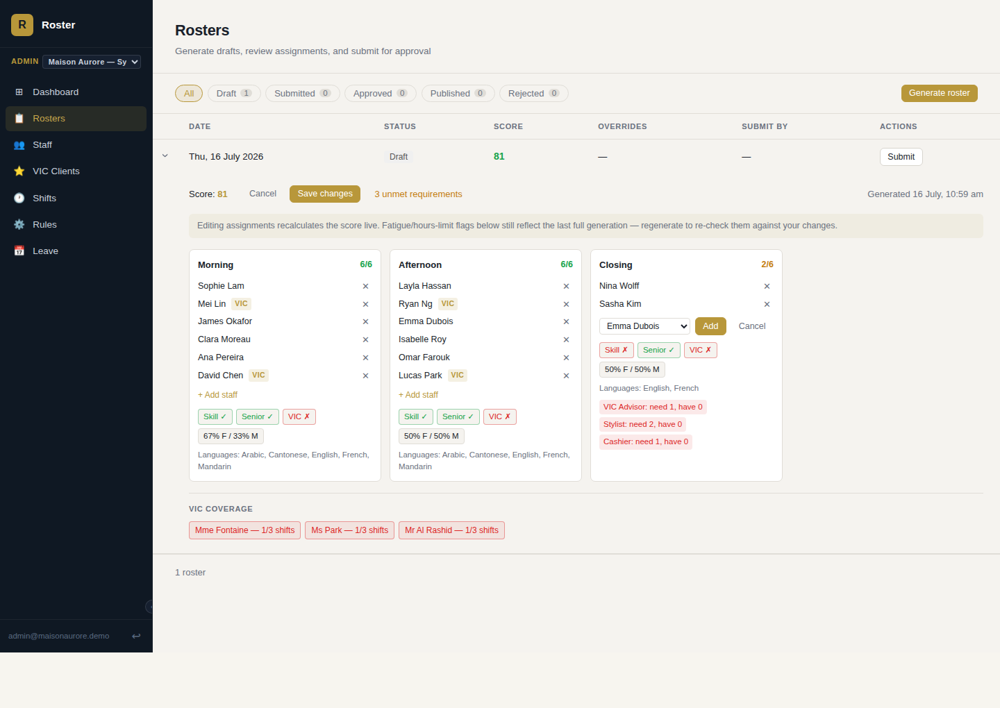 R Roster
ADMIN Maison Aurore — Sy
Dashboard
Rosters
Staff
VIC Clients
Shifts
Rules
Leave
admin@maisonaurore.demo
Rosters
Generate drafts, review assignments, and submit for approval
All Draft 1 Submitted 0 Approved 0 Published 0 Rejected 0 Generate roster
DATE STATUS SCORE OVERRIDES SUBMIT BY ACTIONS
Thu, 16 July 2026 Draft 81 — — Submit
Score: 81 Cancel Save changes 3 unmet requirements Generated 16 July, 10:59 am
Editing assignments recalculates the score live. Fatigue/hours-limit flags below still reflect the last full generation — regenerate to re-check them against your changes.
Morning 6/6
Sophie Lam ✕
Mei Lin VIC ✕
James Okafor ✕
Clara Moreau ✕
Ana Pereira ✕
David Chen VIC ✕
+ Add staff
Skill ✓ Senior ✓ VIC ✗
67% F / 33% M
Languages: Arabic, Cantonese, English, French,
Mandarin
Afternoon 6/6
Layla Hassan ✕
Ryan Ng VIC ✕
Emma Dubois ✕
Isabelle Roy ✕
Omar Farouk ✕
Lucas Park VIC ✕
+ Add staff
Skill ✓ Senior ✓ VIC ✗
50% F / 50% M
Languages: Arabic, Cantonese, English, French,
Mandarin
Closing 2/6
Nina Wolff ✕
Sasha Kim ✕
Emma Dubois Add Cancel
Skill ✗ Senior ✓ VIC ✗
50% F / 50% M
Languages: English, French
VIC Advisor: need 1, have 0
Stylist: need 2, have 0
Cashier: need 1, have 0
VIC COVERAGE
Mme Fontaine — 1/3 shifts Ms Park — 1/3 shifts Mr Al Rashid — 1/3 shifts
1 roster